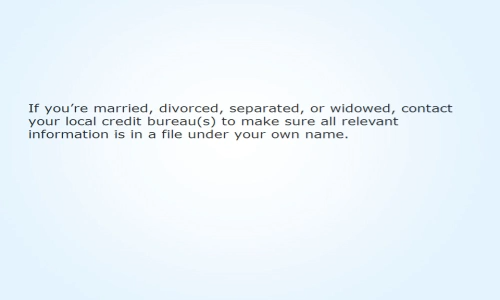 If you’re married, divorced, separated, or widowed, contact
your local credit bureau(s) to make sure all relevant
information is in a file under your own name.